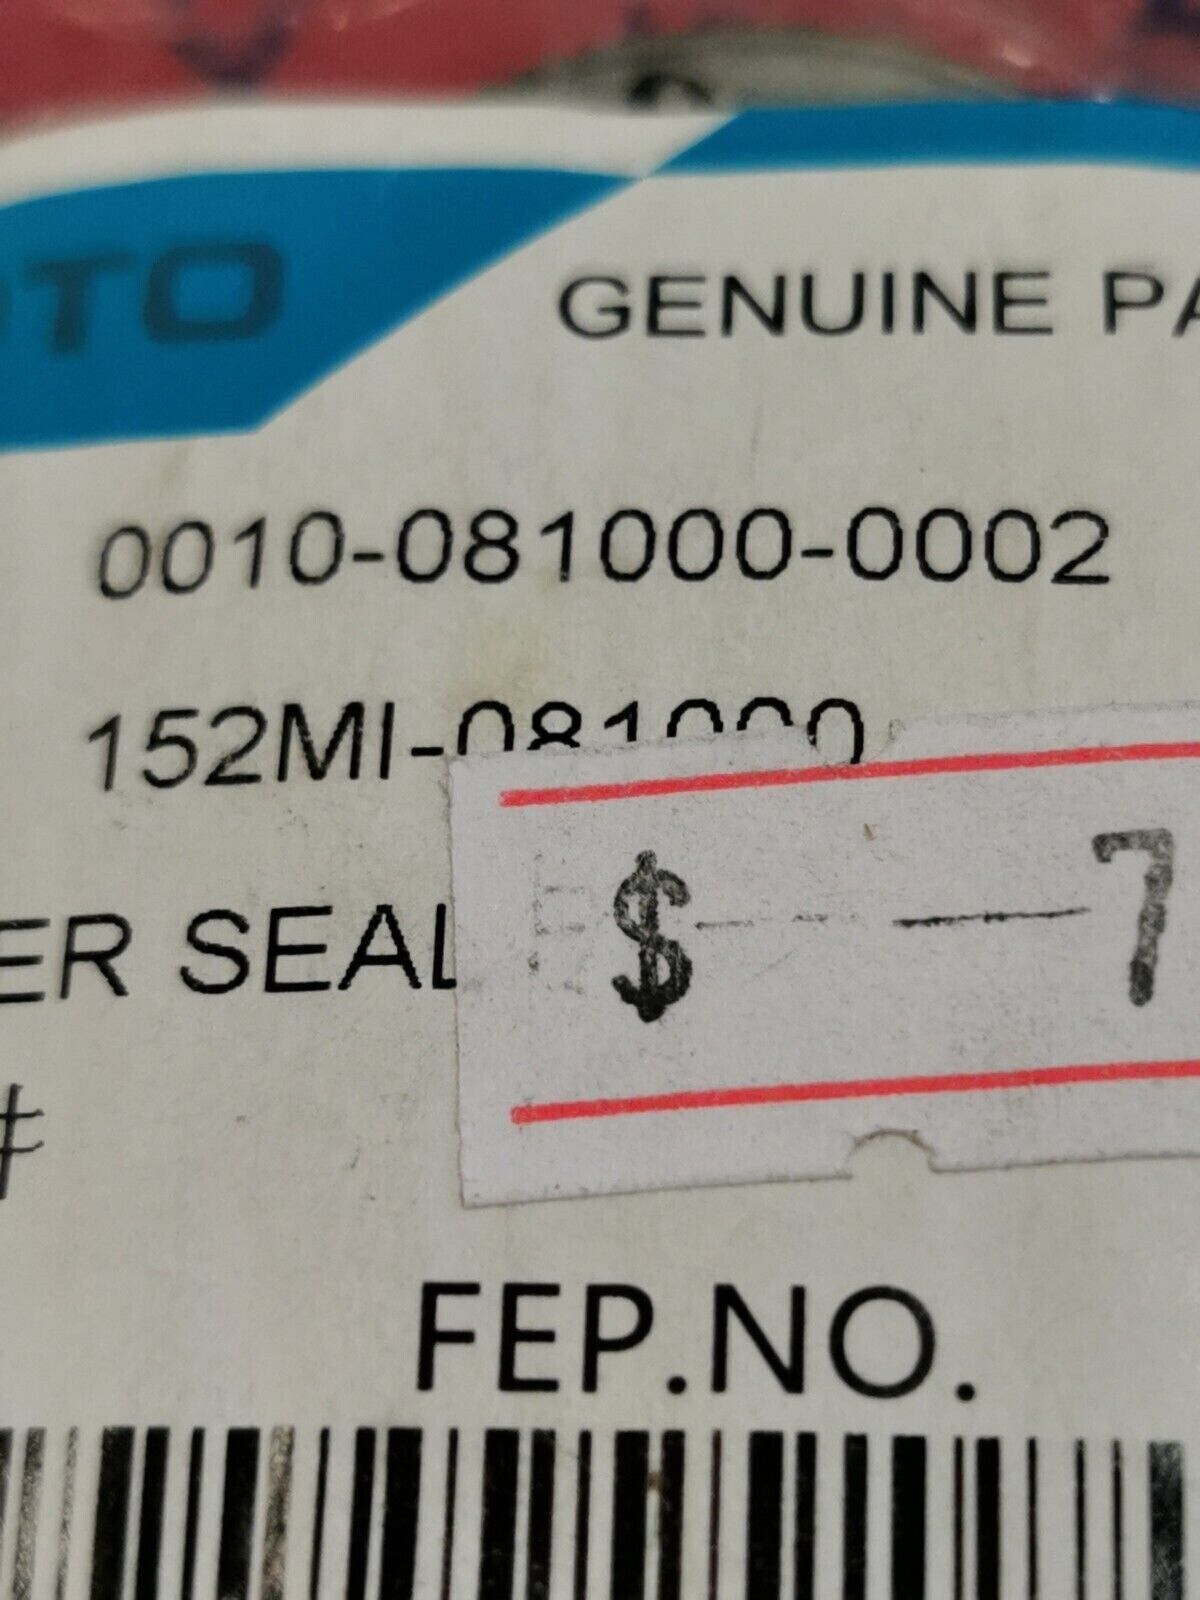 OTO
GENUINE PA
0010-081000-0002
152MI-081000
ER SEAL
$ 7
#
FEP.NO.